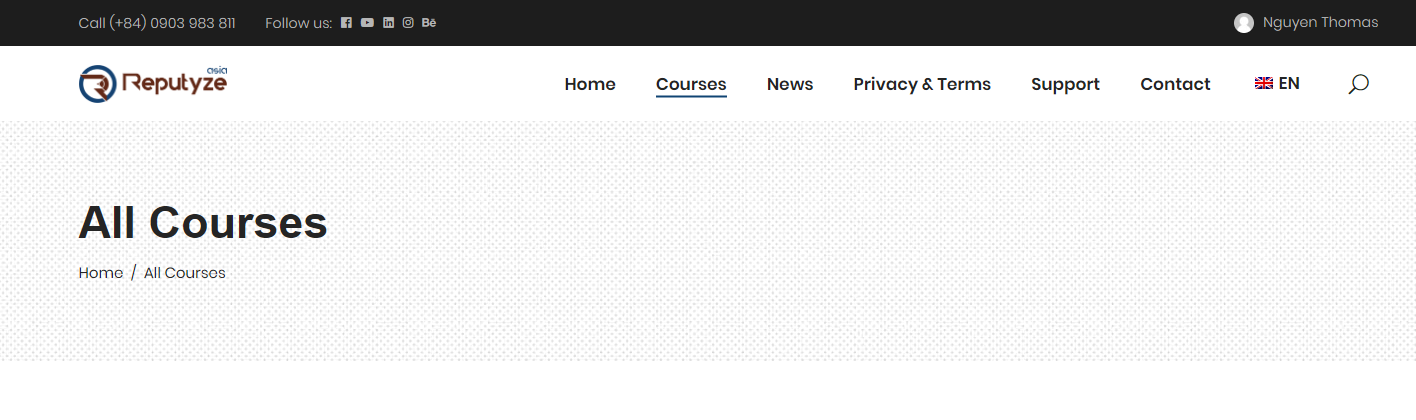 Call (+84) 0903 983 811 Follow us: Bē Nguyen Thomas
Reputyze asia Home Courses News Privacy & Terms Support Contact EN
All Courses
Home / All Courses